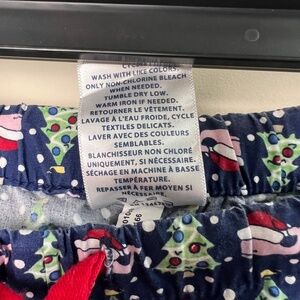 WASH WITH LIKE COLORS.
ONLY NON-CHLORINE BLEACH
WHEN NEEDED.
TUMBLE DRY LOW.
WARM IRON IF NEEDED.
RETOURNER LE VÊTEMENT.
LAVAGE À L'EAU FROIDE, CYCLE
TEXTILES DELICATS.
LAVER AVEC DES COULEURS
SEMBLABLES.
BLANCHISSEUR NON CHLORÉ
UNIQUEMENT, SI NÉCESSAIRE.
SÉCHAGE EN MACHINE À BASSE
TEMPÉRATURE.
REPASSER À FER MOYEN SI
NÉCESSAIRE.